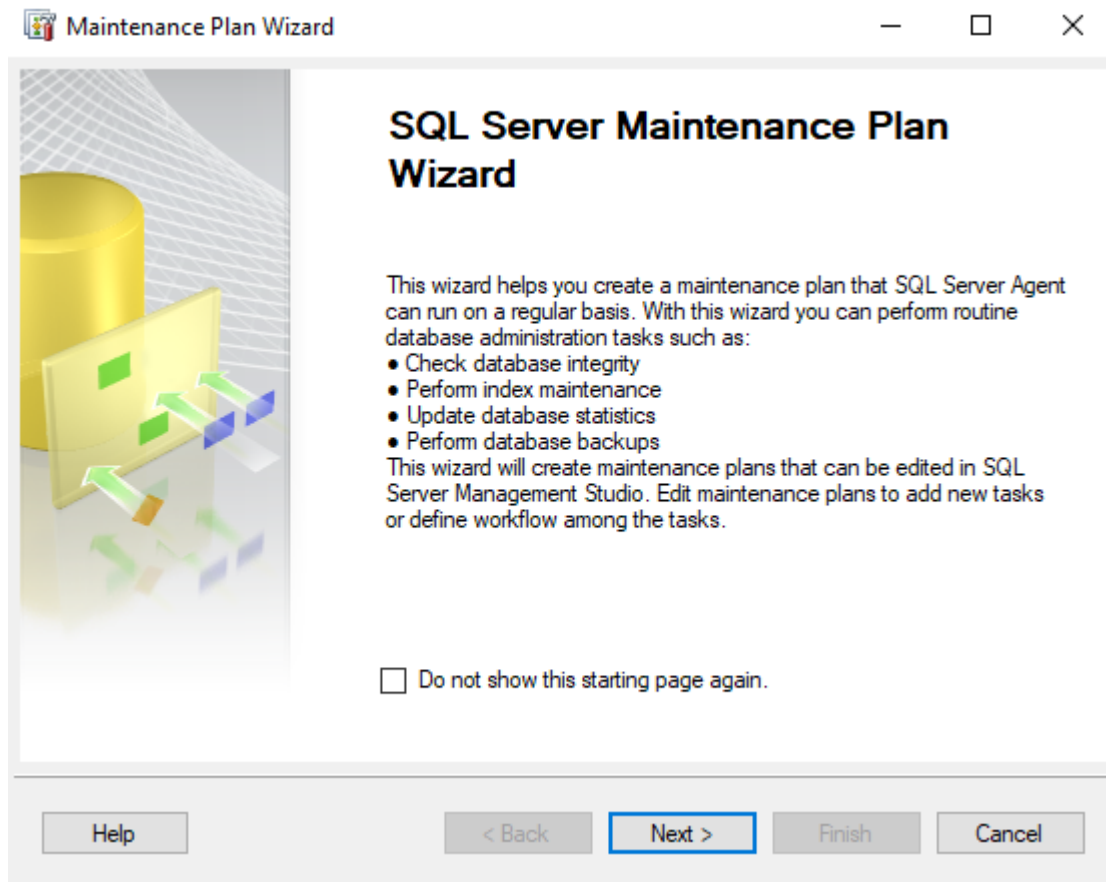 Maintenance Plan Wizard
SQL Server Maintenance Plan
Wizard
This wizard helps you create a maintenance plan that SQL Server Agent
can run on a regular basis. With this wizard you can perform routine
database administration tasks such as:
● Check database integrity
● Perform index maintenance
● Update database statistics
● Perform database backups
This wizard will create maintenance plans that can be edited in SQL
Server Management Studio. Edit maintenance plans to add new tasks
or define workflow among the tasks.
Do not show this starting page again.
Help
< Back
Next >
Finish
Cancel